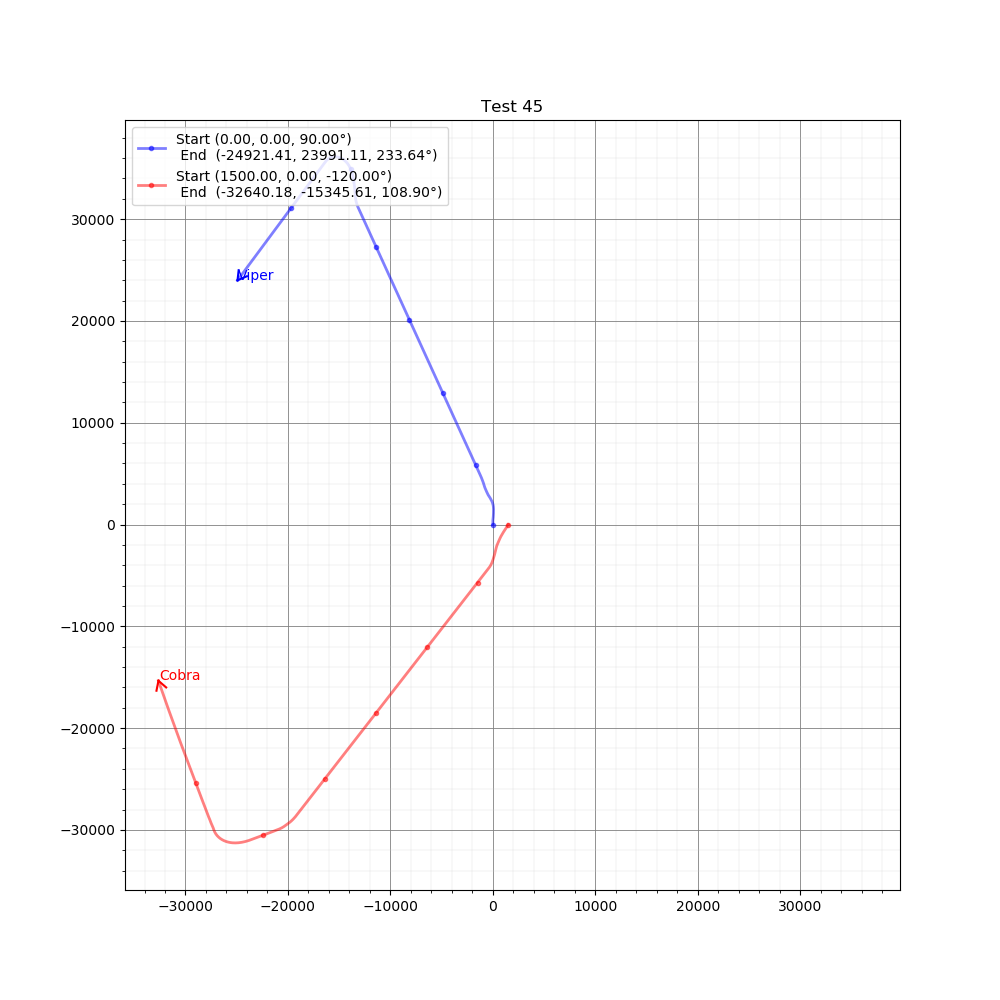 Test 45
Start (0.00, 0.00, 90.00°)
End  (-24921.41, 23991.11, 233.64°)
Start (1500.00, 0.00, -120.00°)
End  (-32640.18, -15345.61, 108.90°)
30000
Viper
20000
10000
0
−10000
Cobra
−20000
−30000
−30000 −20000 −10000 0 10000 20000 30000